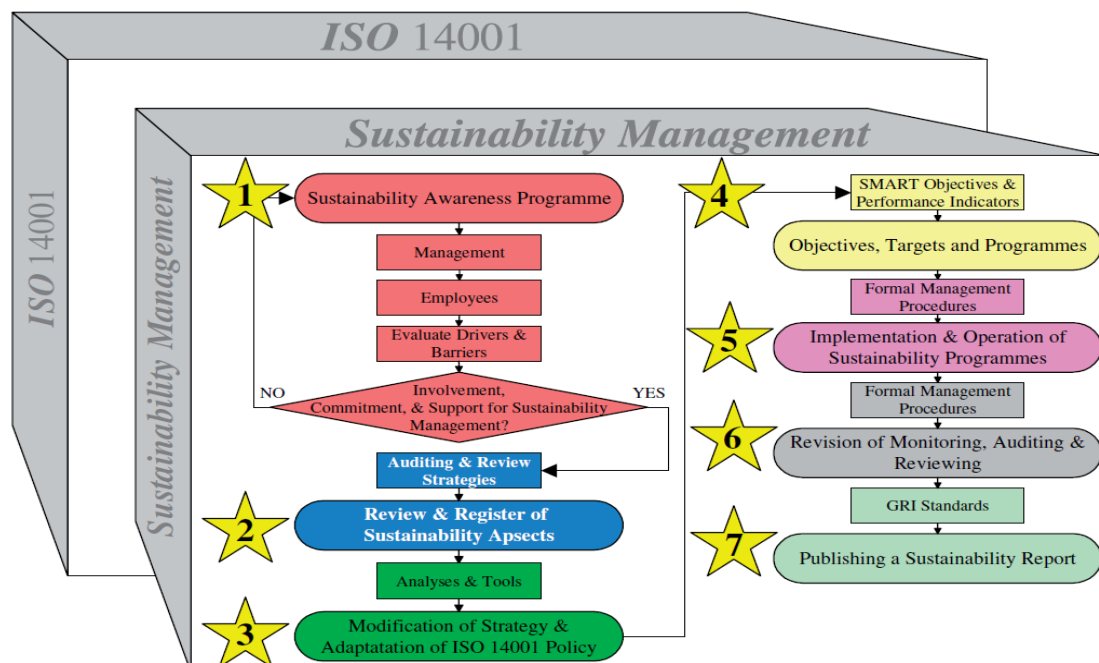 ISO 14001
ISO 14001
Sustainability Management
Sustainability Management
1
Sustainability Awareness Programme
Management
Employees
Evaluate Drivers &
Barriers
NO
Involvement,
Commitment, & Support for Sustainability
Management?
YES
Auditing & Review
Strategies
2
Review & Register of
Sustainability Apsects
Analyses & Tools
3
Modification of Strategy &
Adaptatation of ISO 14001 Policy
4
SMART Objectives &
Performance Indicators
Objectives, Targets and Programmes
Formal Management
Procedures
5
Implementation & Operation of
Sustainability Programmes
Formal Management
Procedures
6
Revision of Monitoring, Auditing &
Reviewing
GRI Standards
7
Publishing a Sustainability Report